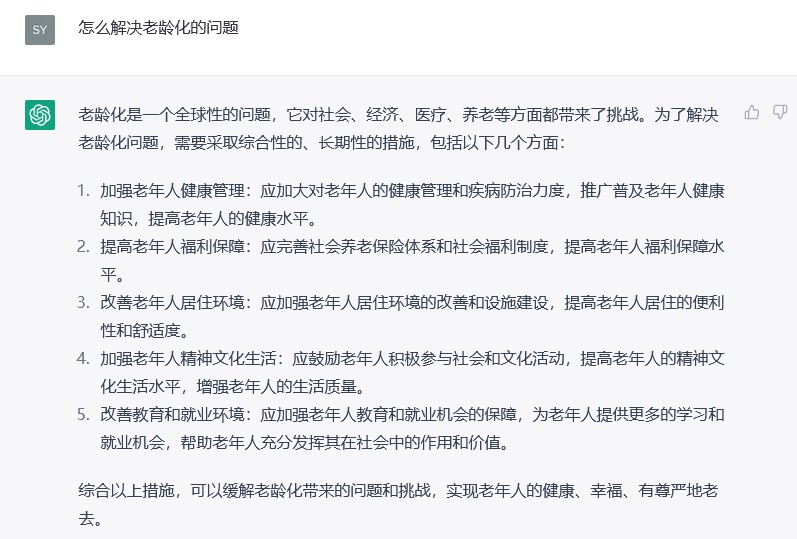 SY
怎么解决老龄化的问题
老龄化是一个全球性的问题，它对社会、经济、医疗、养老等方面都带来了挑战。为了解决
老龄化问题，需要采取综合性的、长期性的措施，包括以下几个方面：
1. 加强老年人健康管理：应加大对老年人的健康管理和疾病防治力度，推广普及老年人健康
知识，提高老年人的健康水平。
2. 提高老年人福利保障：应完善社会养老保险体系和社会福利制度，提高老年人福利保障水
平。
3. 改善老年人居住环境：应加强老年人居住环境的改善和设施建设，提高老年人居住的便利
性和舒适度。
4. 加强老年人精神文化生活：应鼓励老年人积极参与社会和文化活动，提高老年人的精神文
化生活水平，增强老年人的生活质量。
5. 改善教育和就业环境：应加强老年人教育和就业机会的保障，为老年人提供更多的学习和
就业机会，帮助老年人充分发挥其在社会中的作用和价值。
综合以上措施，可以缓解老龄化带来的问题和挑战，实现老年人的健康、幸福、有尊严地老
去。